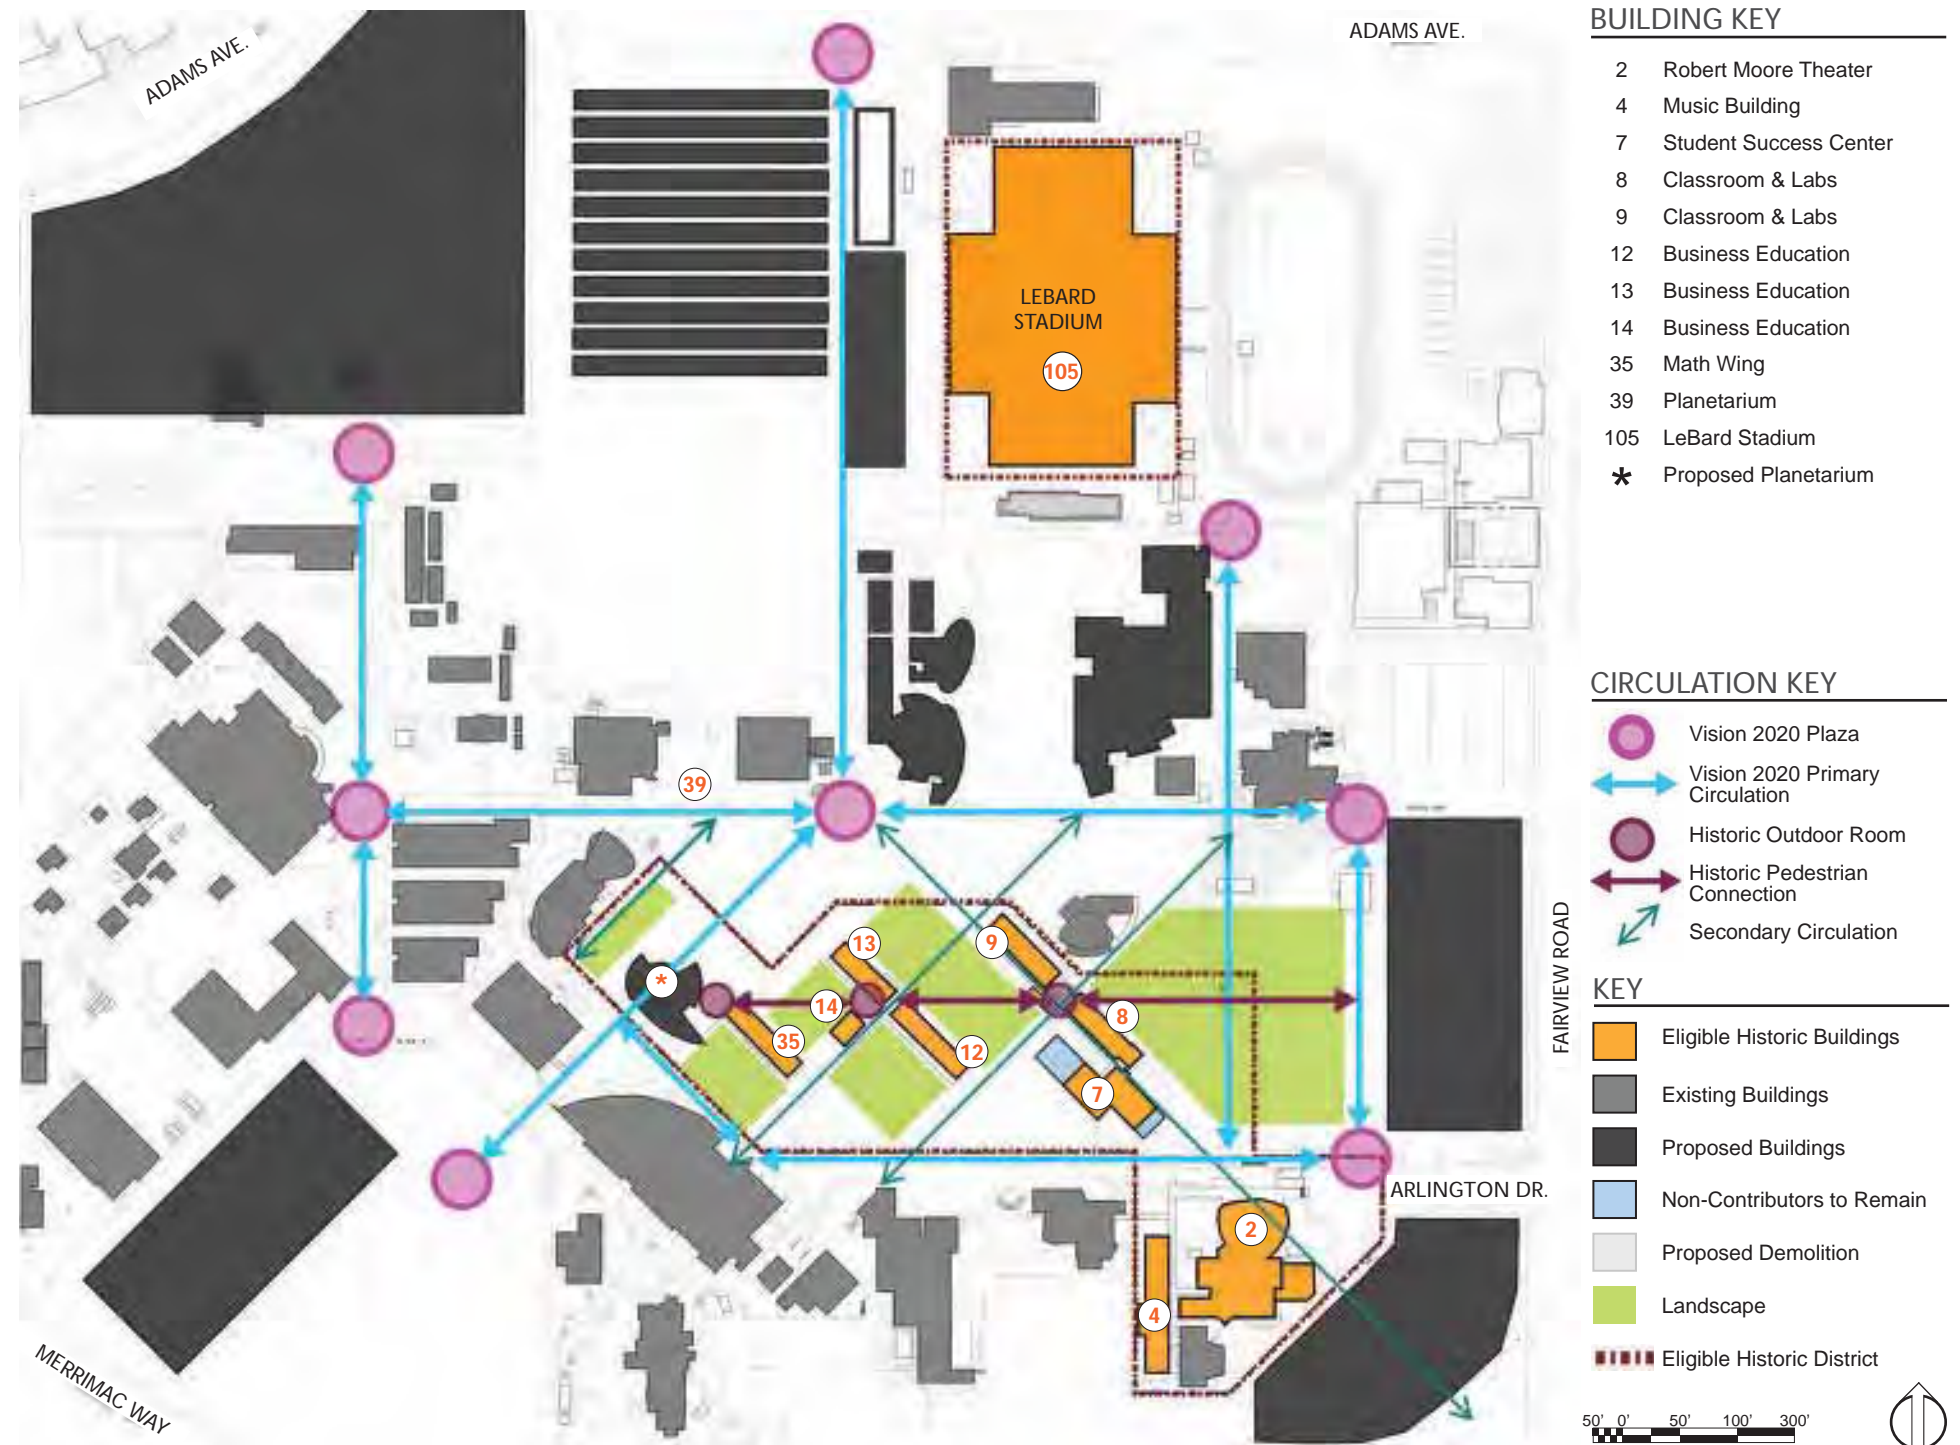 ADAMS AVE.
ADAMS AVE.
LEBARD
STADIUM
105
39
13
9
*
14
8
35
12
7
2
4
FAIRVIEW ROAD
ARLINGTON DR.
MERRIMAC WAY
BUILDING KEY
2 Robert Moore Theater
4 Music Building
7 Student Success Center
8 Classroom & Labs
9 Classroom & Labs
12 Business Education
13 Business Education
14 Business Education
35 Math Wing
39 Planetarium
105 LeBard Stadium
* Proposed Planetarium
CIRCULATION KEY
Vision 2020 Plaza
Vision 2020 Primary
Circulation
Historic Outdoor Room
Historic Pedestrian
Connection
Secondary Circulation
KEY
Eligible Historic Buildings
Existing Buildings
Proposed Buildings
Non-Contributors to Remain
Proposed Demolition
Landscape
Eligible Historic District
50' 0' 50' 100' 300'